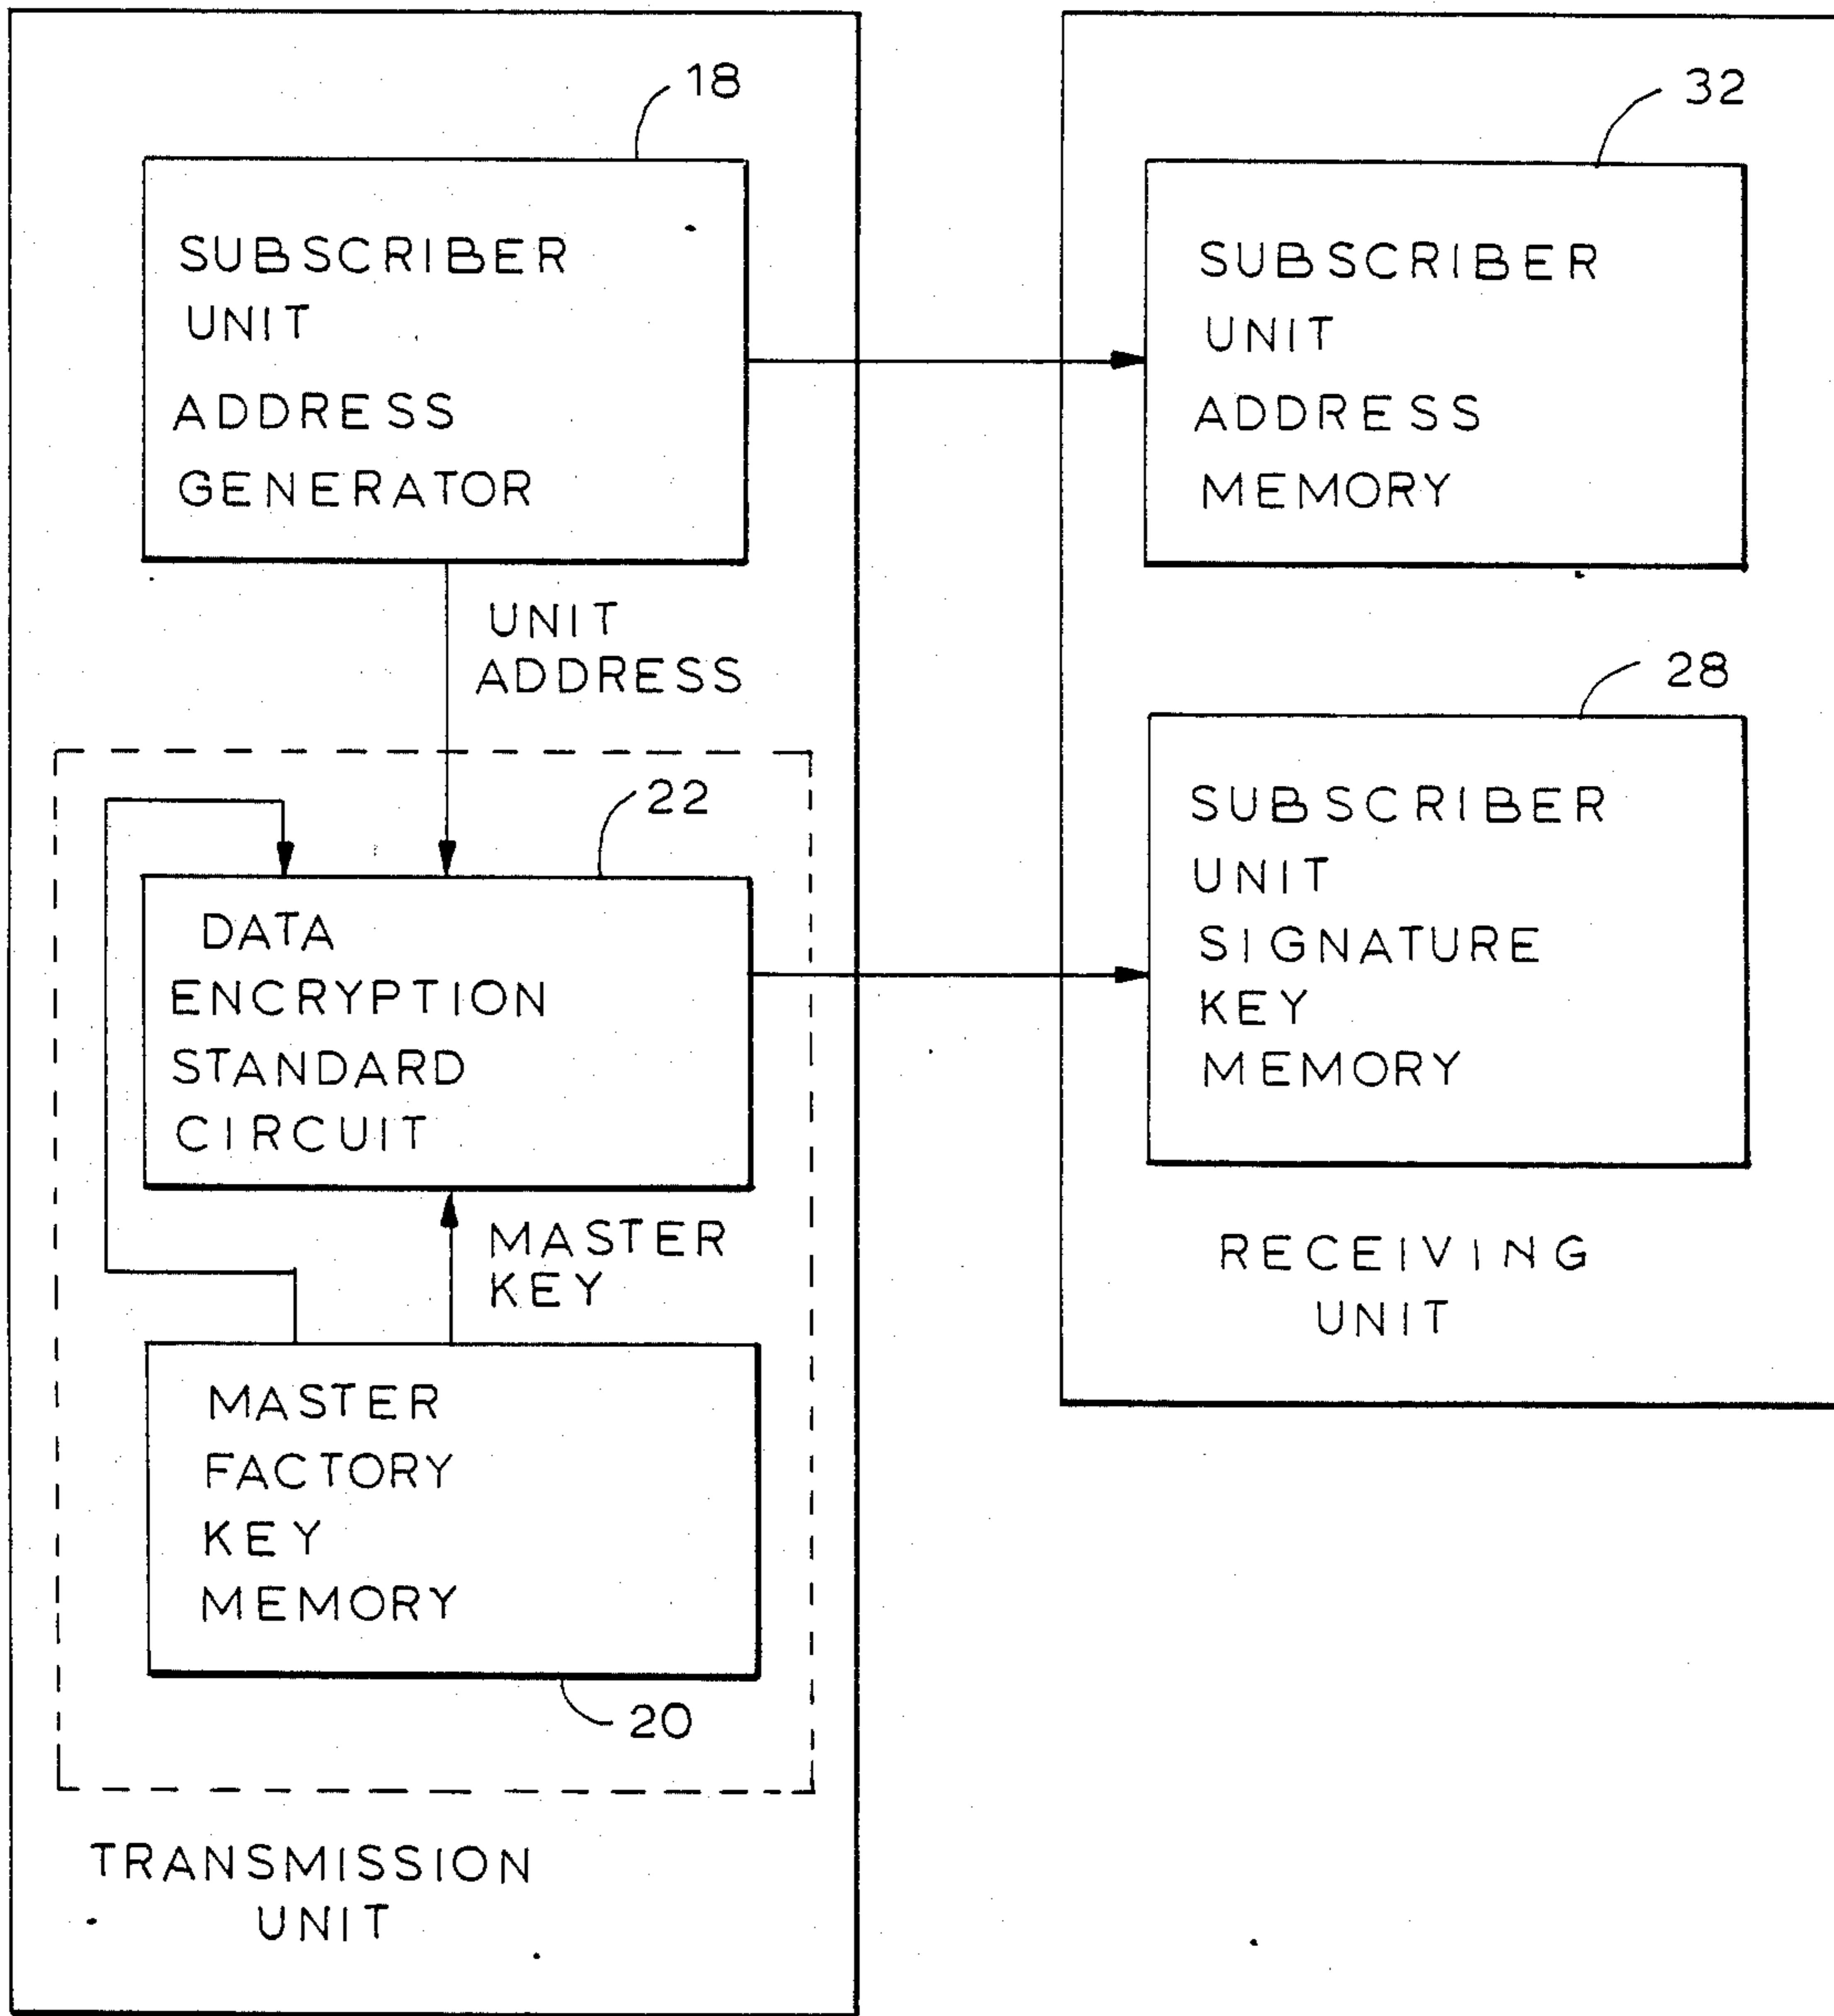 18
SUBSCRIBER
UNIT
ADDRESS
GENERATOR
32
SUBSCRIBER
UNIT
ADDRESS
MEMORY
UNIT
ADDRESS
28
SUBSCRIBER
UNIT
SIGNATURE
KEY
MEMORY
22
DATA
ENCRYPTION
STANDARD
CIRCUIT
MASTER
KEY
RECEIVING
UNIT
MASTER
FACTORY
KEY
MEMORY
20
TRANSMISSION
UNIT